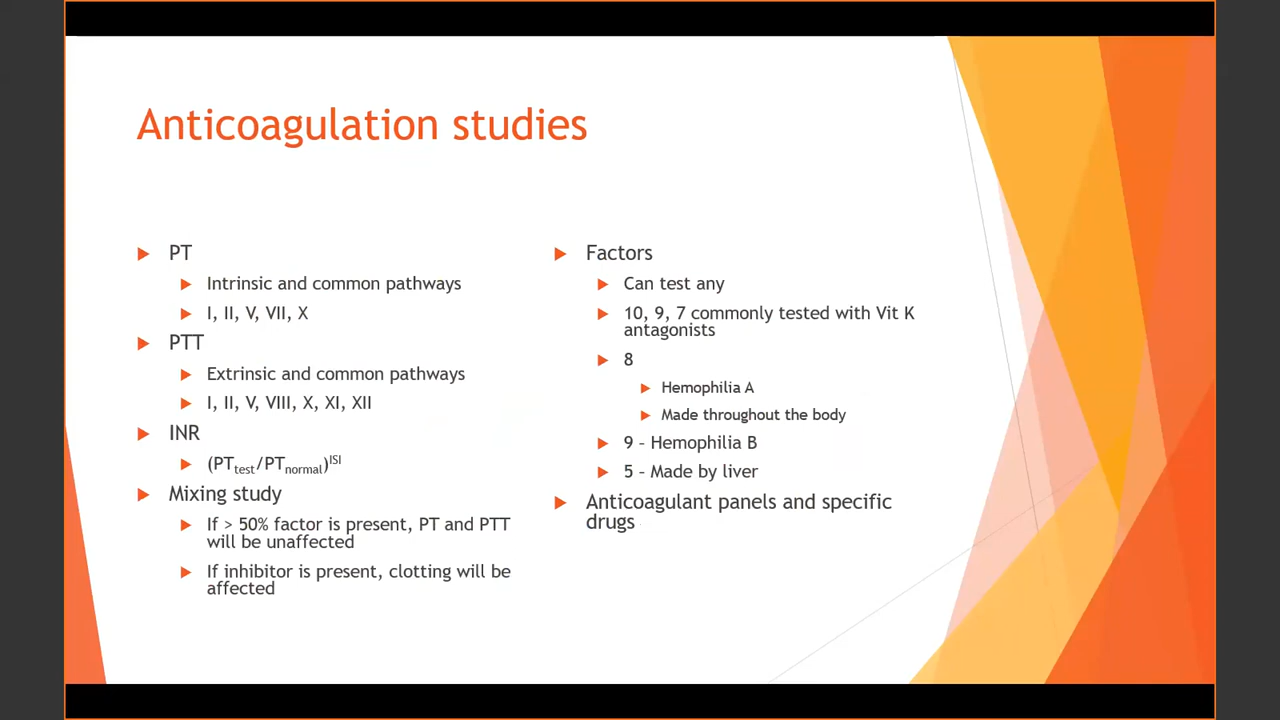 Anticoagulation studies
PT
Intrinsic and common pathways
I, II, V, VII, X
PTT
Extrinsic and common pathways
I, II, V, VIII, X, XI, XII
INR
(PTtest/PTnormal)ISI
Mixing study
If > 50% factor is present, PT and PTT
will be unaffected
If inhibitor is present, clotting will be
affected
Factors
Can test any
10, 9, 7 commonly tested with Vit K
antagonists
8
Hemophilia A
Made throughout the body
9 – Hemophilia B
5 – Made by liver
Anticoagulant panels and specific
drugs